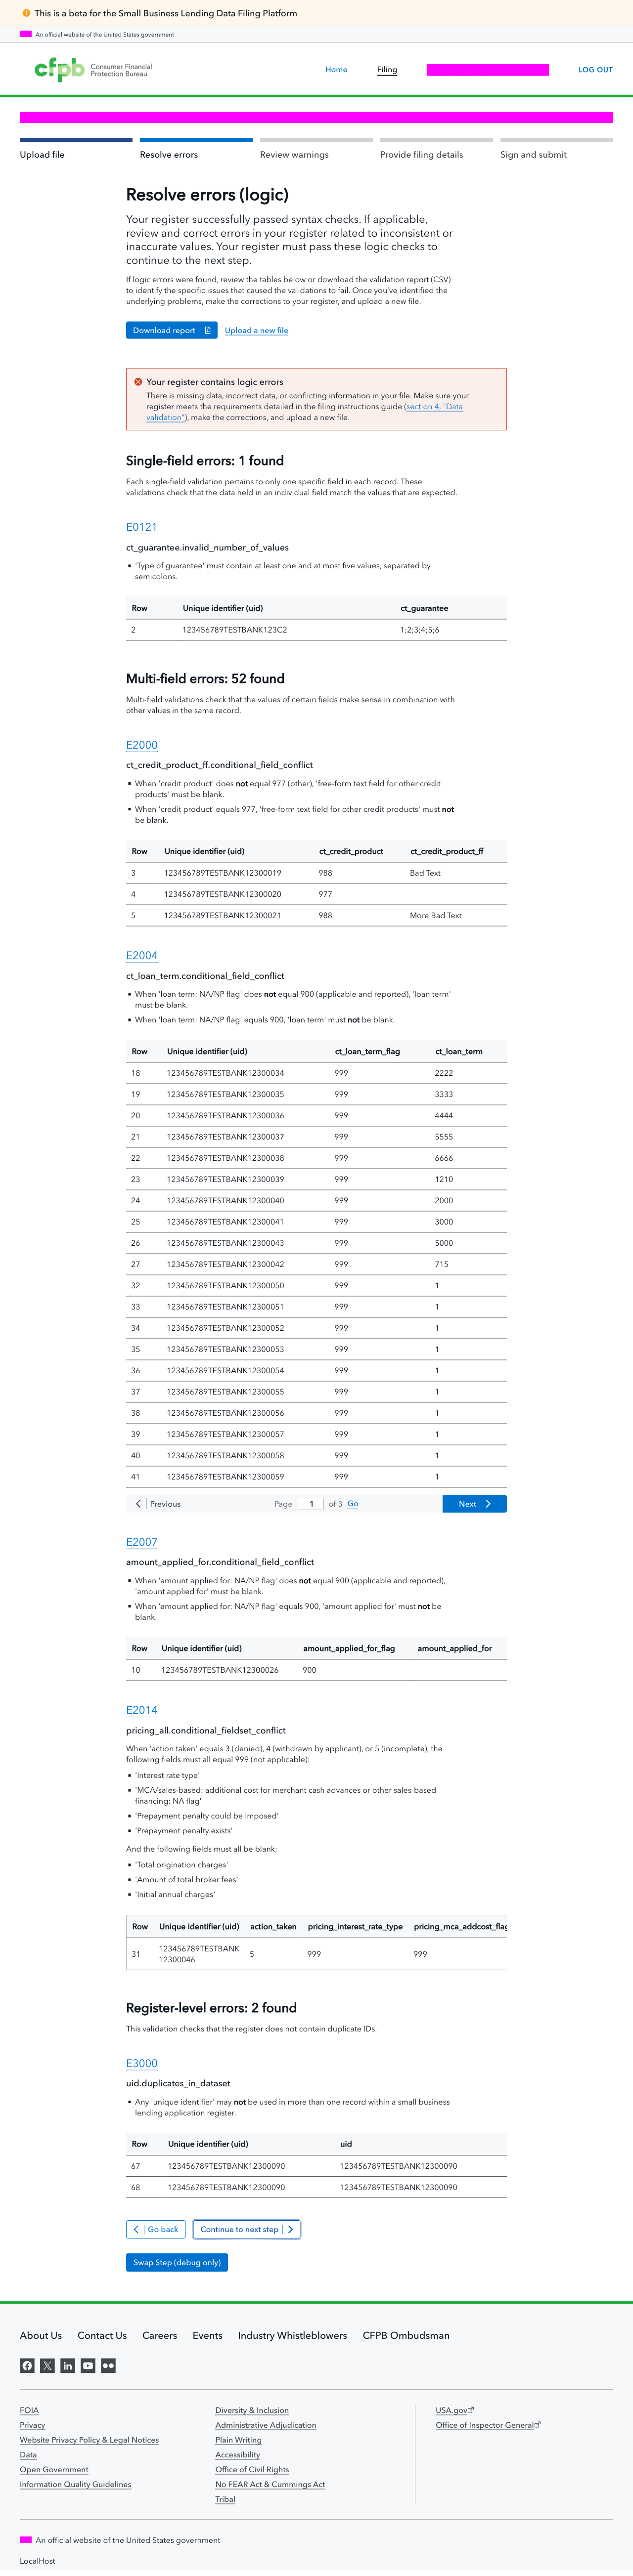 This is a beta for the Small Business Lending Data Filing Platform
An official website of the United States government
cfpb Consumer Financial
Protection Bureau
Home Filing LOG OUT
Upload file Resolve errors Review warnings Provide filing details Sign and submit
Resolve errors (logic)
Your register successfully passed syntax checks. If applicable,
review and correct errors in your register related to inconsistent or
inaccurate values. Your register must pass these logic checks to
continue to the next step.
If logic errors were found, review the tables below or download the validation report (CSV)
to identify the specific issues that caused the validations to fail. Once you've identified the
underlying problems, make the corrections to your register, and upload a new file.
Download report Upload a new file
Your register contains logic errors
There is missing data, incorrect data, or conflicting information in your file. Make sure your
register meets the requirements detailed in the filing instructions guide (section 4, "Data
validation"), make the corrections, and upload a new file.
Single-field errors: 1 found
Each single-field validation pertains to only one specific field in each record. These
validations check that the data held in an individual field match the values that are expected.
E0121
ct_guarantee.invalid_number_of_values
'Type of guarantee' must contain at least one and at most five values, separated by
semicolons.
Row Unique identifier (uid) ct_guarantee
2 123456789TESTBANK123C2 1;2;3;4;5;6
Multi-field errors: 52 found
Multi-field validations check that the values of certain fields make sense in combination with
other values in the same record.
E2000
ct_credit_product_ff.conditional_field_conflict
When 'credit product' does not equal 977 (other), 'free-form text field for other credit
products' must be blank.
When 'credit product' equals 977, 'free-form text field for other credit products' must not
be blank.
Row Unique identifier (uid) ct_credit_product ct_credit_product_ff
3 123456789TESTBANK12300019 988 Bad Text
4 123456789TESTBANK12300020 977
5 123456789TESTBANK12300021 988 More Bad Text
E2004
ct_loan_term.conditional_field_conflict
When 'loan term: NA/NP flag' does not equal 900 (applicable and reported), 'loan term'
must be blank.
When 'loan term: NA/NP flag' equals 900, 'loan term' must not be blank.
Row Unique identifier (uid) ct_loan_term_flag ct_loan_term
18 123456789TESTBANK12300034 999 2222
19 123456789TESTBANK12300035 999 3333
20 123456789TESTBANK12300036 999 4444
21 123456789TESTBANK12300037 999 5555
22 123456789TESTBANK12300038 999 6666
23 123456789TESTBANK12300039 999 1210
24 123456789TESTBANK12300040 999 2000
25 123456789TESTBANK12300041 999 3000
26 123456789TESTBANK12300043 999 5000
27 123456789TESTBANK12300042 999 715
32 123456789TESTBANK12300050 999 1
33 123456789TESTBANK12300051 999 1
34 123456789TESTBANK12300052 999 1
35 123456789TESTBANK12300053 999 1
36 123456789TESTBANK12300054 999 1
37 123456789TESTBANK12300055 999 1
38 123456789TESTBANK12300056 999 1
39 123456789TESTBANK12300057 999 1
40 123456789TESTBANK12300058 999 1
41 123456789TESTBANK12300059 999 1
Previous Page 1 of 3 Go Next
E2007
amount_applied_for.conditional_field_conflict
When 'amount applied for: NA/NP flag' does not equal 900 (applicable and reported),
'amount applied for' must be blank.
When 'amount applied for: NA/NP flag' equals 900, 'amount applied for' must not be
blank.
Row Unique identifier (uid) amount_applied_for_flag amount_applied_for
10 123456789TESTBANK12300026 900
E2014
pricing_all.conditional_fieldset_conflict
When 'action taken' equals 3 (denied), 4 (withdrawn by applicant), or 5 (incomplete), the
following fields must all equal 999 (not applicable):
'Interest rate type'
'MCA/sales-based: additional cost for merchant cash advances or other sales-based
financing: NA flag'
'Prepayment penalty could be imposed'
'Prepayment penalty exists'
And the following fields must all be blank:
'Total origination charges'
'Amount of total broker fees'
'Initial annual charges'
Row Unique identifier (uid) action_taken pricing_interest_rate_type pricing_mca_addcost_flag
31 123456789TESTBANK
12300046 5 999 999
Register-level errors: 2 found
This validation checks that the register does not contain duplicate IDs.
E3000
uid.duplicates_in_dataset
Any 'unique identifier' may not be used in more than one record within a small business
lending application register.
Row Unique identifier (uid) uid
67 123456789TESTBANK12300090 123456789TESTBANK12300090
68 123456789TESTBANK12300090 123456789TESTBANK12300090
Go back Continue to next step
Swap Step (debug only)
About Us Contact Us Careers Events Industry Whistleblowers CFPB Ombudsman
FOIA Diversity & Inclusion USA.gov
Privacy Administrative Adjudication Office of Inspector General
Website Privacy Policy & Legal Notices Plain Writing
Data Accessibility
Open Government Office of Civil Rights
Information Quality Guidelines No FEAR Act & Cummings Act
Tribal
An official website of the United States government
LocalHost